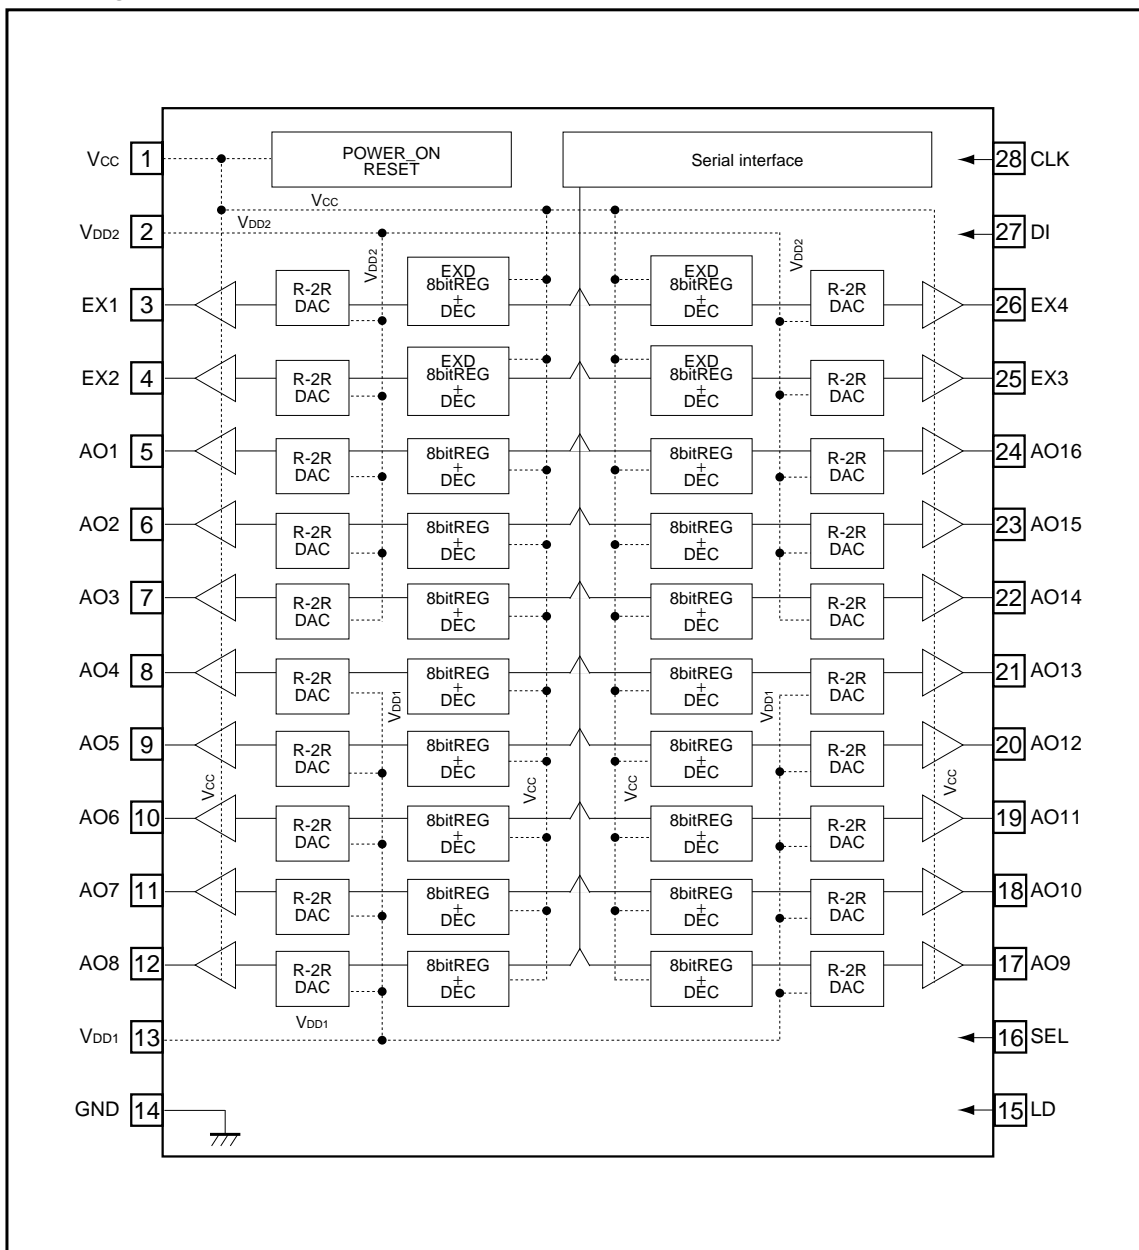 Vcc 1
POWER_ON
RESET
Serial interface
28 CLK
VCC
VDD2 2
VDD2
27 DI
VDD2
VDD2
EX1 3
R-2R
DAC
EXD
8bitREG
+
DEC
EXD
8bitREG
+
DEC
R-2R
DAC
26 EX4
EX2 4
R-2R
DAC
EXD
8bitREG
+
DEC
EXD
8bitREG
+
DEC
R-2R
DAC
25 EX3
AO1 5
R-2R
DAC
8bitREG
+
DEC
8bitREG
+
DEC
R-2R
DAC
24 AO16
AO2 6
R-2R
DAC
8bitREG
+
DEC
8bitREG
+
DEC
R-2R
DAC
23 AO15
AO3 7
R-2R
DAC
8bitREG
+
DEC
8bitREG
+
DEC
R-2R
DAC
22 AO14
AO4 8
R-2R
DAC
8bitREG
+
DEC
8bitREG
+
DEC
R-2R
DAC
21 AO13
VDD1
VDD1
AO5 9
R-2R
DAC
8bitREG
+
DEC
8bitREG
+
DEC
R-2R
DAC
20 AO12
VCC
VCC
VCC
VCC
AO6 10
R-2R
DAC
8bitREG
+
DEC
8bitREG
+
DEC
R-2R
DAC
19 AO11
AO7 11
R-2R
DAC
8bitREG
+
DEC
8bitREG
+
DEC
R-2R
DAC
18 AO10
AO8 12
R-2R
DAC
8bitREG
+
DEC
8bitREG
+
DEC
R-2R
DAC
17 AO9
VDD1 13
VDD1
16 SEL
GND 14
15 LD